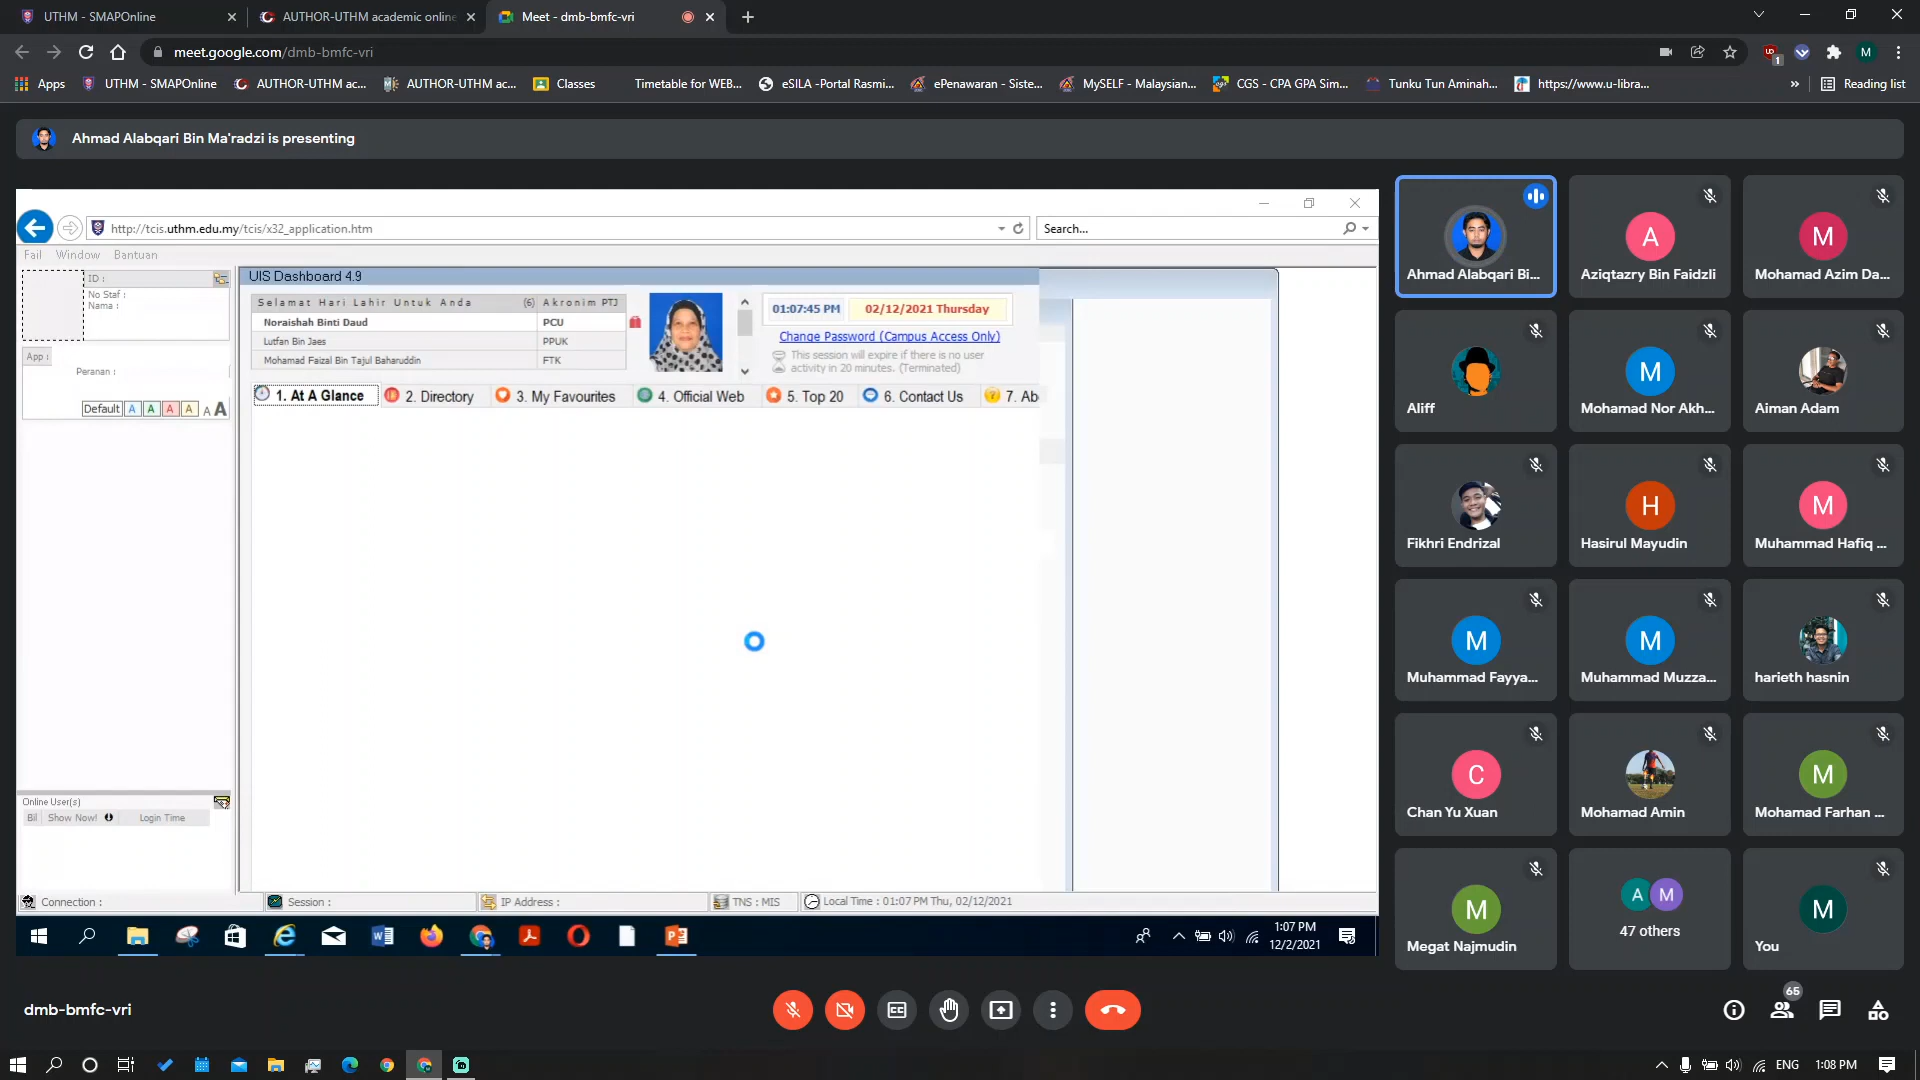 UTHM - SMAPOnline
AUTHOR-UTHM academic online
Meet - dmb-bmfc-vri
meet.google.com/dmb-bmfc-vri
Apps
UTHM - SMAPOnline
AUTHOR-UTHM ac...
AUTHOR-UTHM ac...
Classes
Timetable for WEB...
eSILA -Portal Rasmi...
ePenawaran - Siste...
MySELF - Malaysian...
CGS - CPA GPA Sim...
Tunku Tun Aminah...
https://www.u-libra...
»
Reading list
Ahmad Alabqari Bin Ma'radzi is presenting
http://tcis.uthm.edu.my/tcis/x32_application.htm
Search...
Fail Window Bantuan
ID :
No Staf :
Nama :
App :
Peranan :
Default A A A A A A
UIS Dashboard 4.9
Selamat Hari Lahir Untuk Anda (6) Akronim PTJ
Noraishah Binti Daud PCU
Lutfan Bin Jaes PPUK
Mohamad Faizal Bin Tajul Baharuddin FTK
01:07:45 PM 02/12/2021 Thursday
Change Password (Campus Access Only)
This session will expire if there is no user
activity in 20 minutes. (Terminated)
1. At A Glance 2. Directory 3. My Favourites 4. Official Web 5. Top 20 6. Contact Us 7. Ab
Online User(s)
Bil Show Now! Login Time
Connection : Session : IP Address : TNS : MIS Local Time : 01:07 PM Thu, 02/12/2021
1:07 PM
12/2/2021
Ahmad Alabqari Bi...
A
Aziqtazry Bin Faidzli
M
Mohamad Azim Da...
Aliff
M
Mohamad Nor Akh...
Aiman Adam
Fikhri Endrizal
H
Hasirul Mayudin
M
Muhammad Hafiq ...
M
Muhammad Fayya...
M
Muhammad Muzza...
harieth hasnin
C
Chan Yu Xuan
Mohamad Amin
M
Mohamad Farhan ...
M
Megat Najmudin
A M
47 others
M
You
dmb-bmfc-vri
65
ENG 1:08 PM